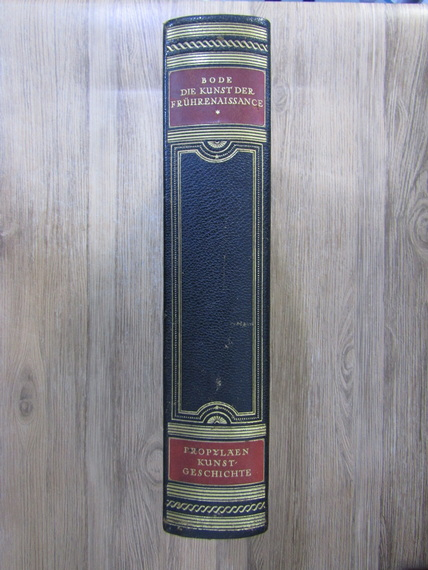 BODE
DIE KUNST DER
FRÜHRENAISSANCE
PROPYLÄEN
KUNST-
GESCHICHTE